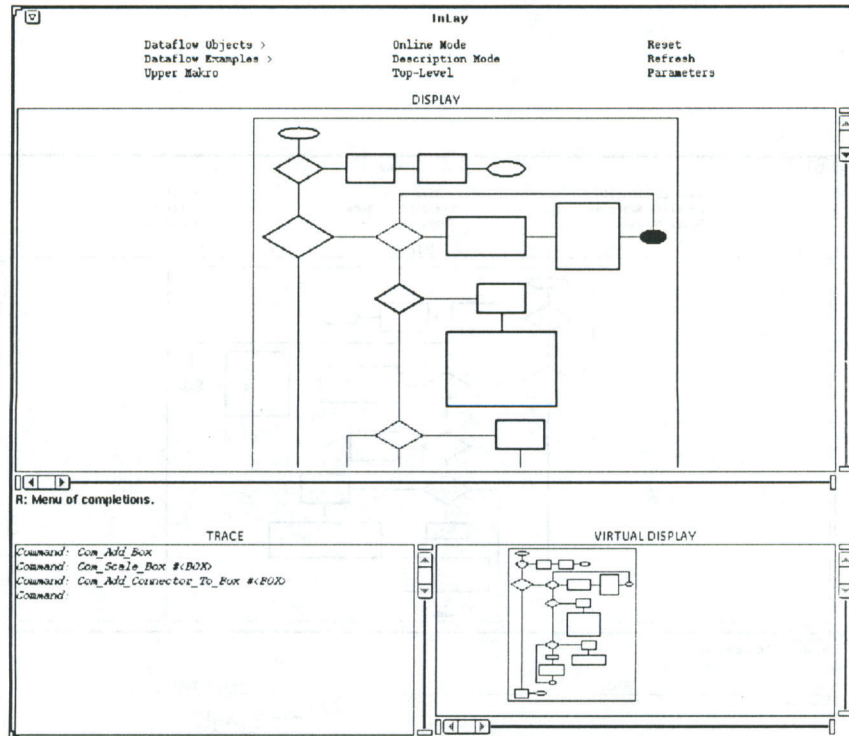 InLay
Dataflow Objects > Online Mode Reset
Dataflow Examples > Description Mode Refresh
Upper Makro Top-Level Parameters
DISPLAY
R: Menu of completions.
TRACE
Command: Com_Add_Box
Command: Com_Scale_Box #<BOX>
Command: Com_Add_Connector_To_Box #<BOX>
Command:
VIRTUAL DISPLAY